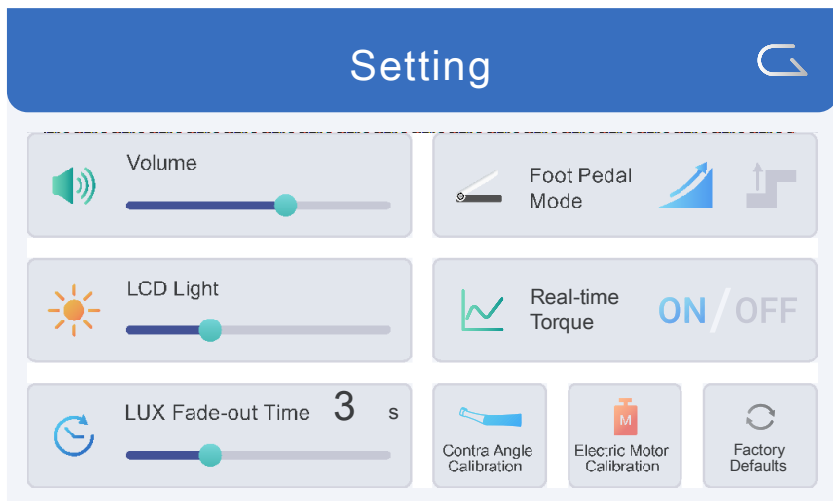 Setting
Volume
Foot Pedal
Mode
LCD Light
Real-time
Torque
ON/OFF
LUX Fade-out Time 3 s
Contra Angle
Calibration
M
Electric Motor
Calibration
Factory
Defaults